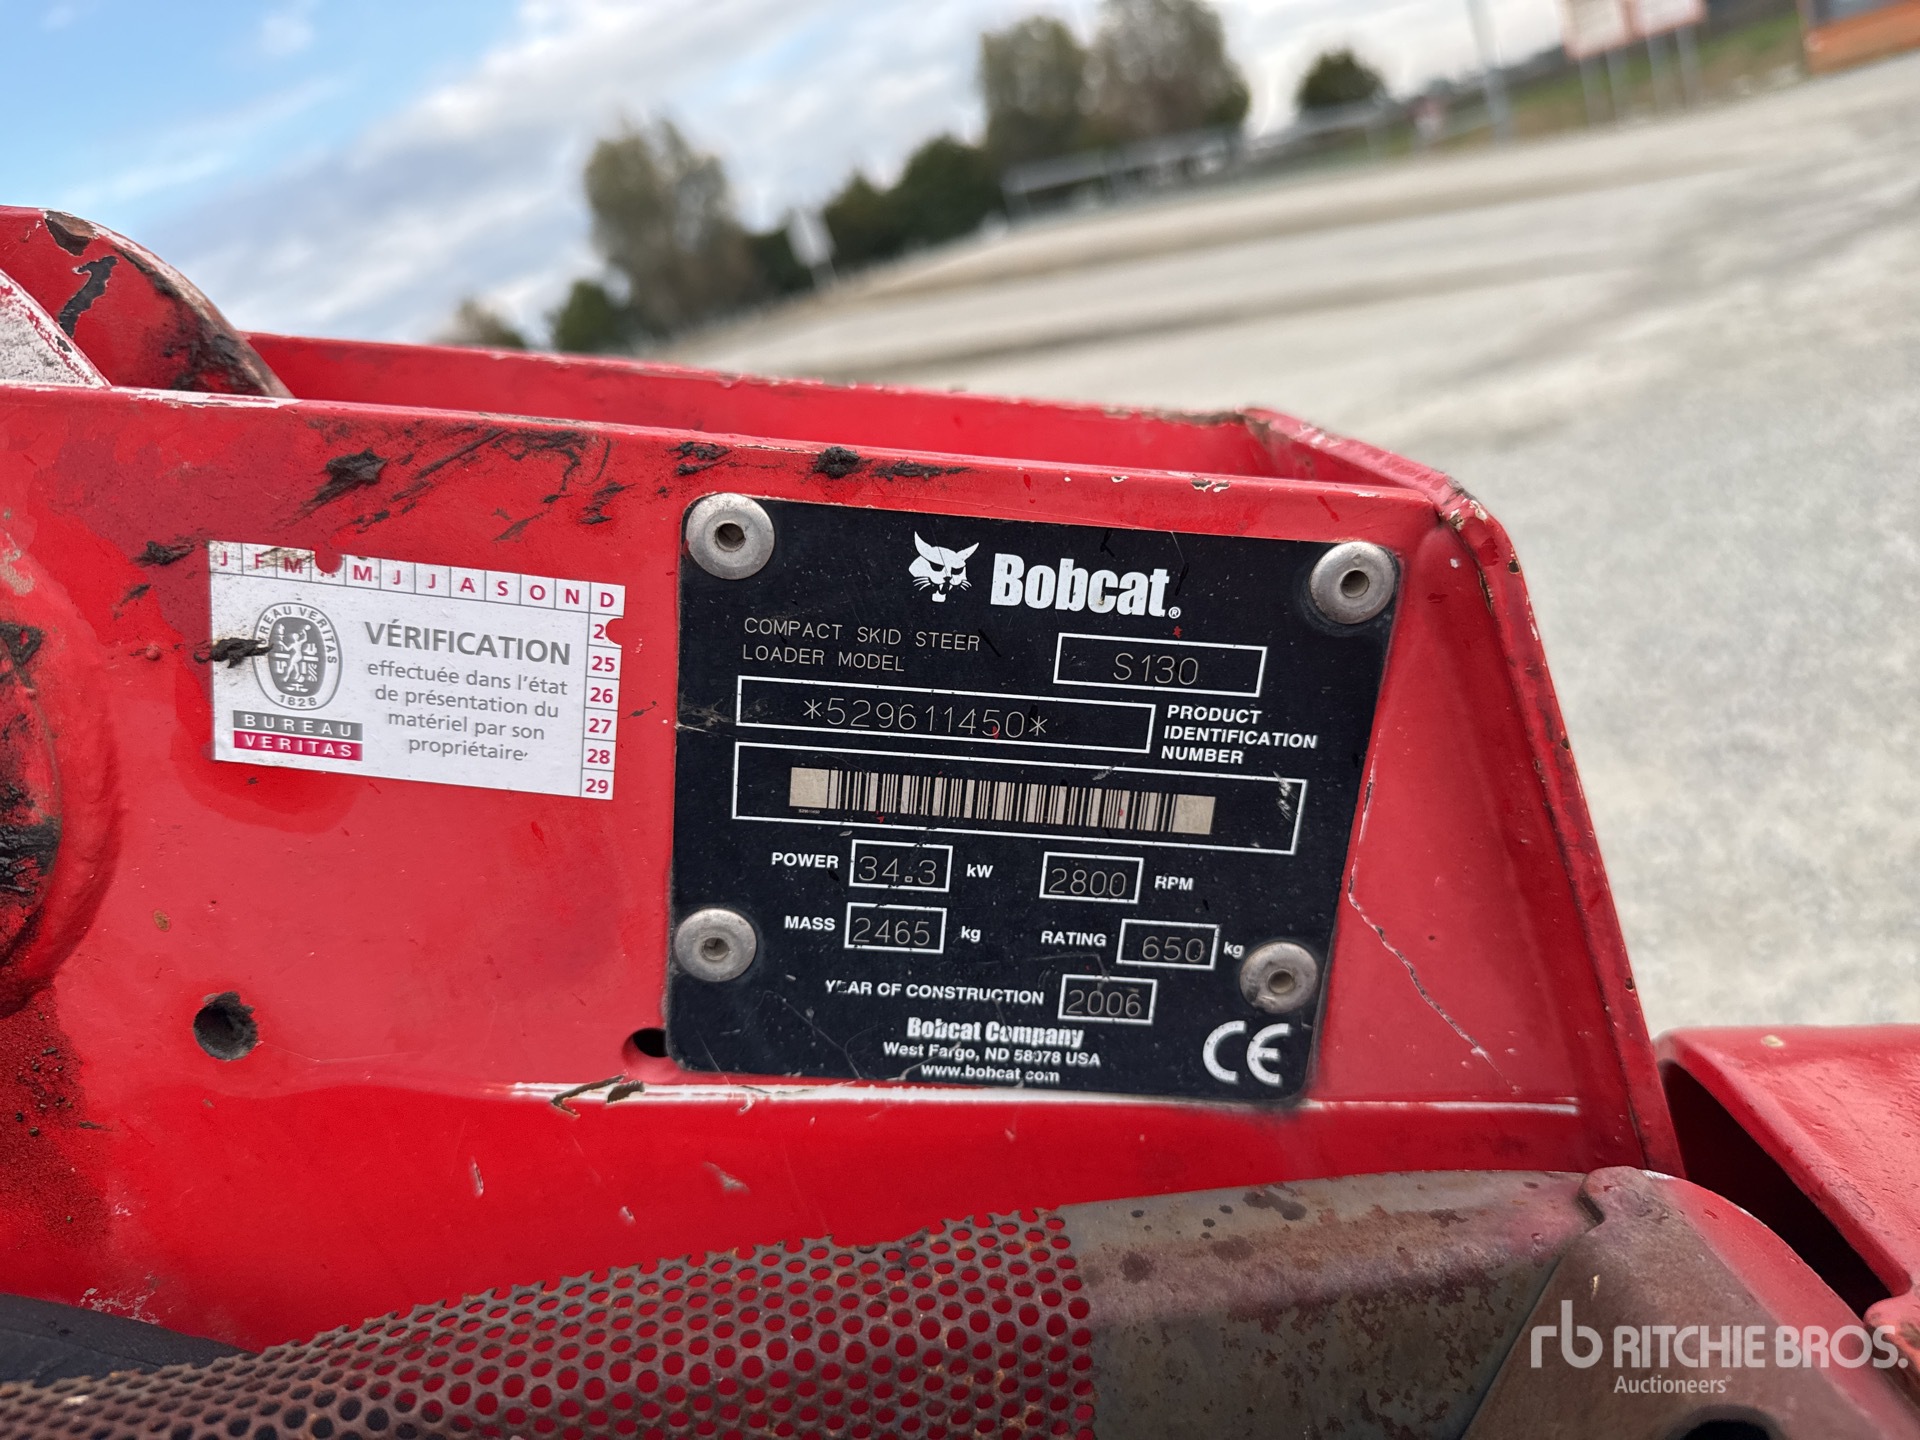 J F M M J J A S O N D
VÉRIFICATION
effectuée dans l'état
de présentation du
matériel par son
propriétaire.
BUREAU VERITAS
1828
BUREAU
VERITAS
25
26
27
28
29
Bobcat®
COMPACT SKID STEER
LOADER MODEL
S130
*529611450*
PRODUCT
IDENTIFICATION
NUMBER
POWER 34.3 kW 2800 RPM
MASS 2465 kg RATING 650 kg
YEAR OF CONSTRUCTION 2006
Bobcat Company
West Fargo, ND 58078 USA
www.bobcat.com
CE
rb RITCHIE BROS.
Auctioneers